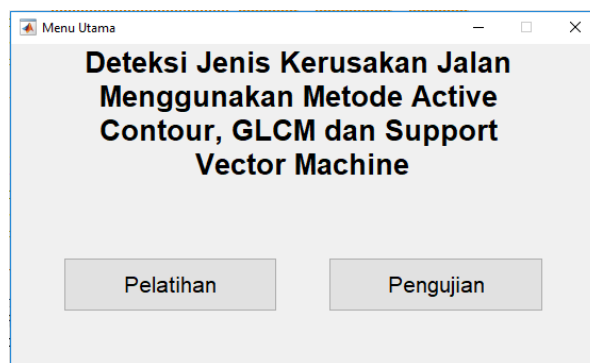 Menu Utama
Deteksi Jenis Kerusakan Jalan
Menggunakan Metode Active
Contour, GLCM dan Support
Vector Machine
Pelatihan
Pengujian